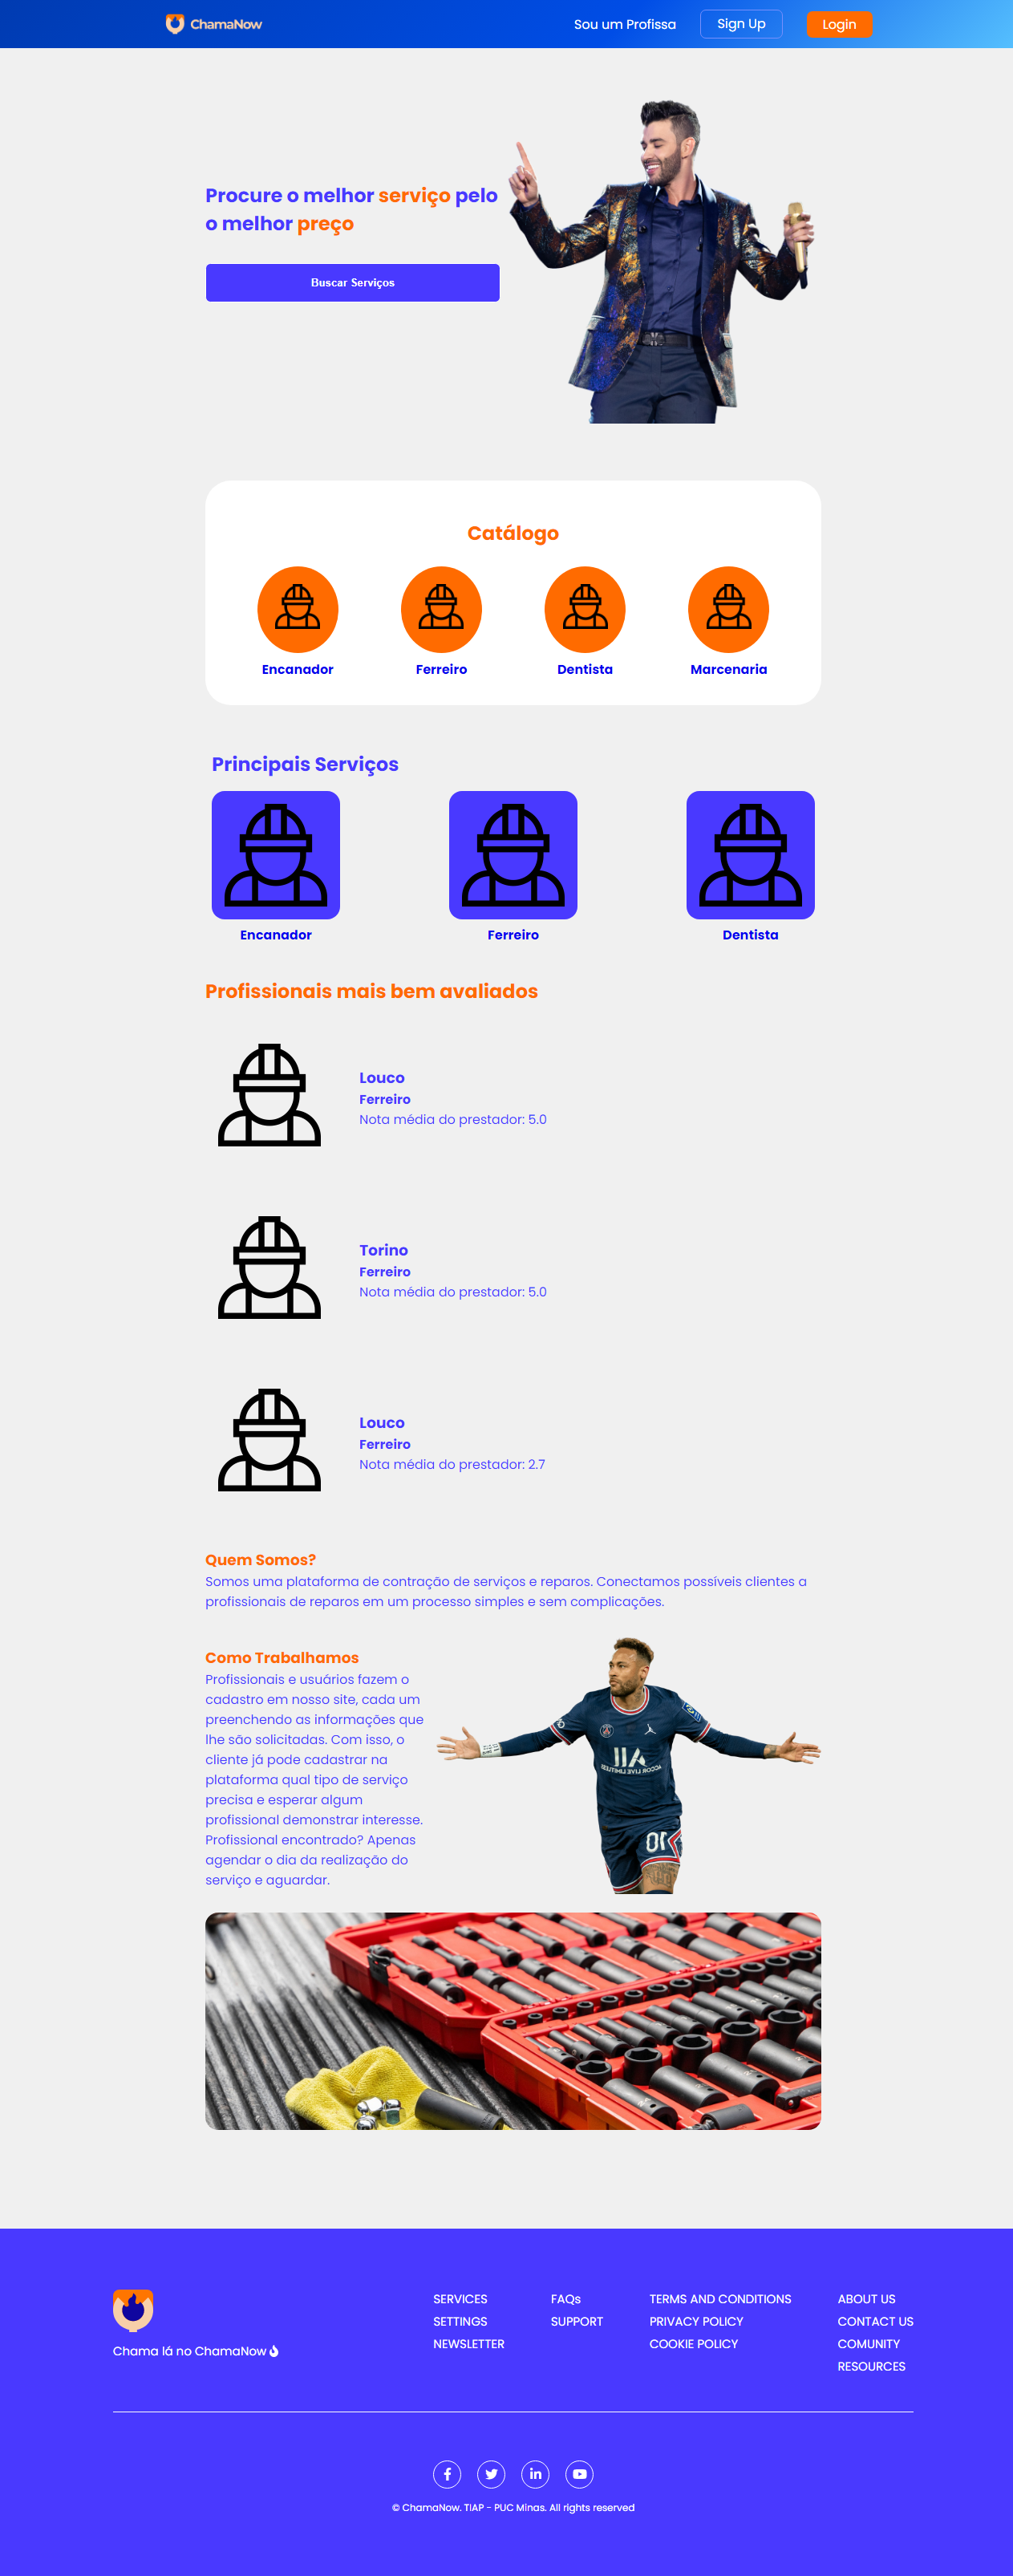 ChamaNow
Sou um Profissa
Sign Up
Login
Procure o melhor serviço pelo
o melhor preço
Buscar Serviços
Catálogo
Encanador
Ferreiro
Dentista
Marcenaria
Principais Serviços
Encanador
Ferreiro
Dentista
Profissionais mais bem avaliados
Louco
Ferreiro
Nota média do prestador: 5.0
Torino
Ferreiro
Nota média do prestador: 5.0
Louco
Ferreiro
Nota média do prestador: 2.7
Quem Somos?
Somos uma plataforma de contração de serviços e reparos. Conectamos possíveis clientes a
profissionais de reparos em um processo simples e sem complicações.
Como Trabalhamos
Profissionais e usuários fazem o
cadastro em nosso site, cada um
preenchendo as informações que
lhe são solicitadas. Com isso, o
cliente já pode cadastrar na
plataforma qual tipo de serviço
precisa e esperar algum
profissional demonstrar interesse.
Profissional encontrado? Apenas
agendar o dia da realização do
serviço e aguardar.
ALL
ACCOR LIVE LIMITLESS
10
Chama lá no ChamaNow
SERVICES
SETTINGS
NEWSLETTER
FAQs
SUPPORT
TERMS AND CONDITIONS
PRIVACY POLICY
COOKIE POLICY
ABOUT US
CONTACT US
COMUNITY
RESOURCES
© ChamaNow. TIAP - PUC Minas. All rights reserved